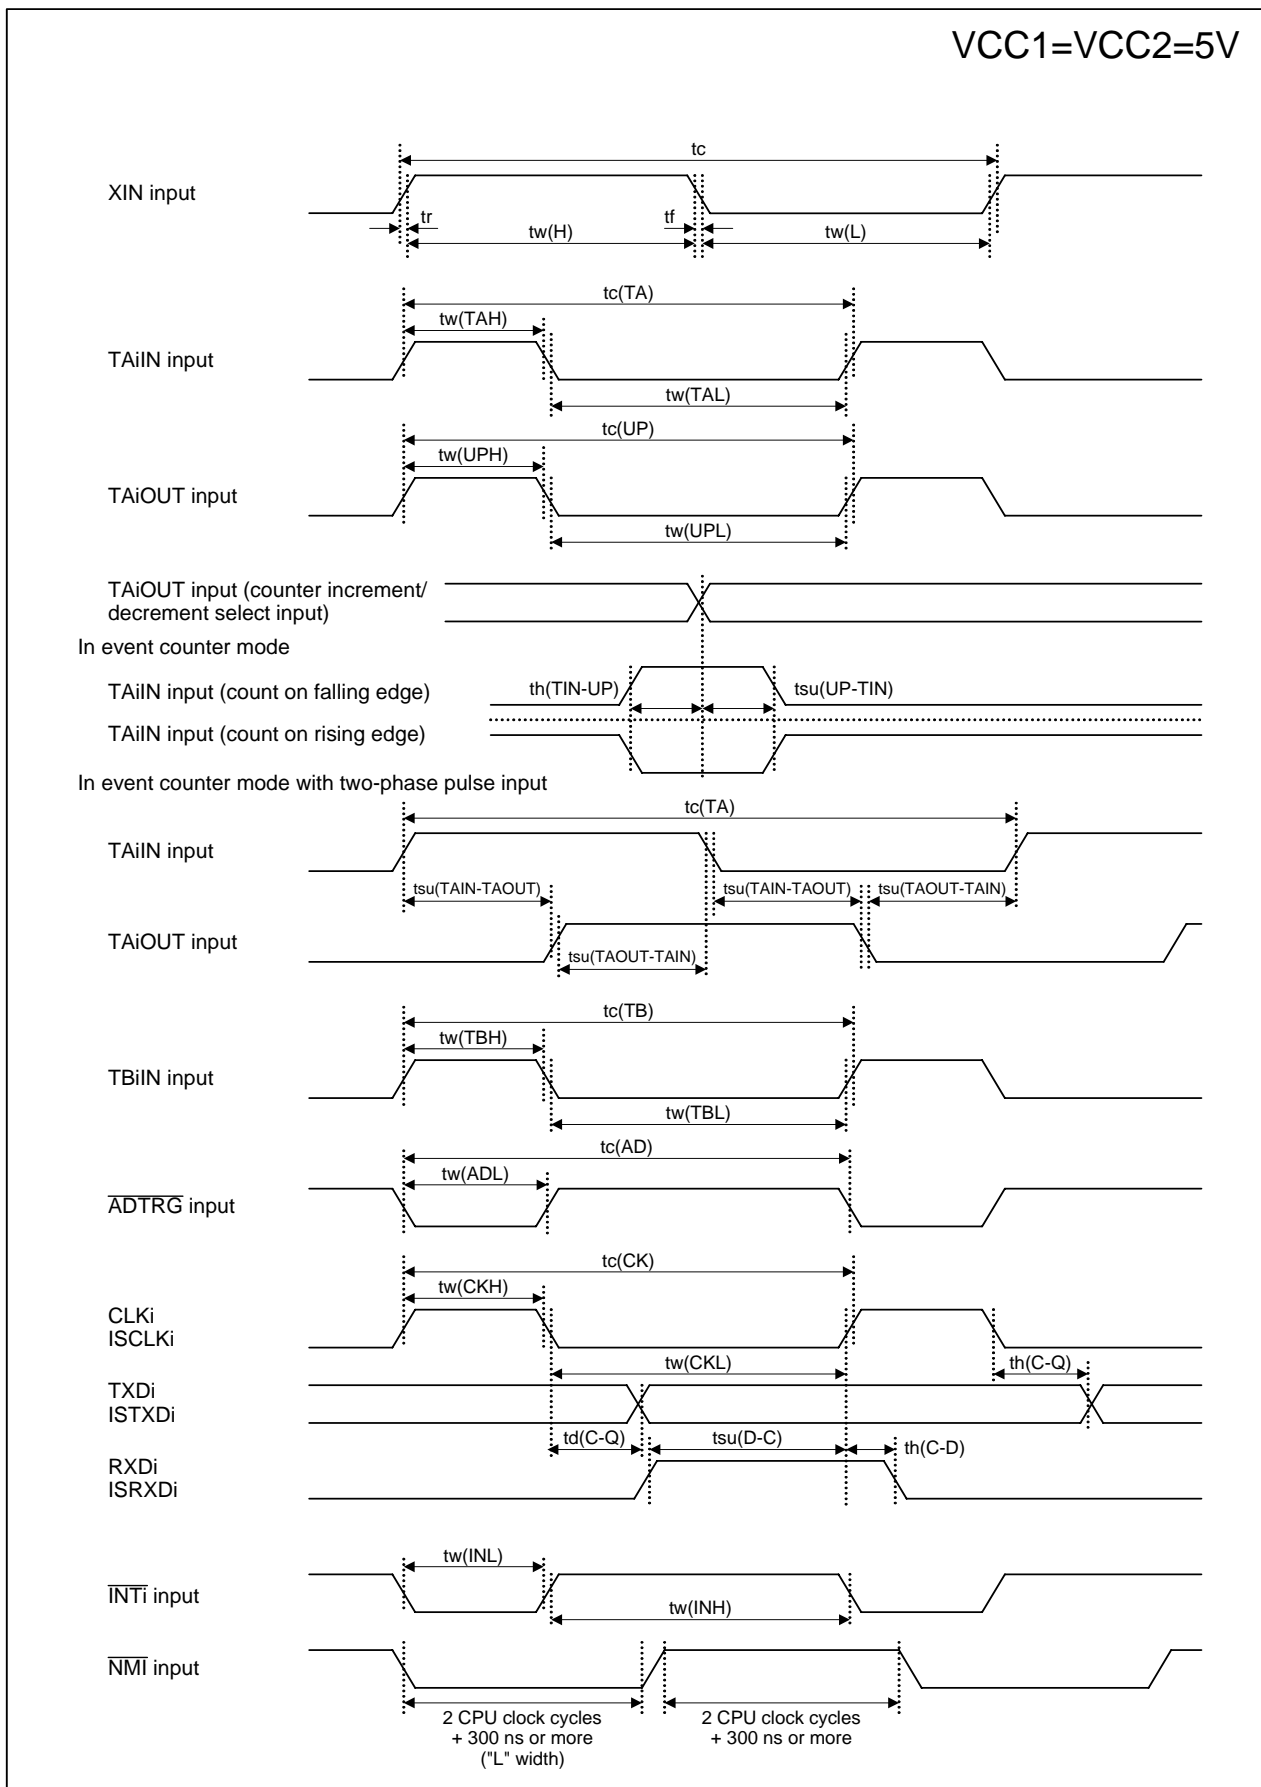 VCC1=VCC2=5V
tc
XIN input
tr
tf
tw(H)
tw(L)
tc(TA)
tw(TAH)
TAiIN input
tw(TAL)
tc(UP)
tw(UPH)
TAiOUT input
tw(UPL)
TAiOUT input (counter increment/
decrement select input)
In event counter mode
TAiIN input (count on falling edge)
th(TIN-UP)
tsu(UP-TIN)
TAiIN input (count on rising edge)
In event counter mode with two-phase pulse input
tc(TA)
TAiIN input
tsu(TAIN-TAOUT)
tsu(TAIN-TAOUT)
tsu(TAOUT-TAIN)
TAiOUT input
tsu(TAOUT-TAIN)
tc(TB)
tw(TBH)
TBiIN input
tw(TBL)
tc(AD)
tw(ADL)
ADTRG input
tc(CK)
tw(CKH)
CLKi
ISCLKi
tw(CKL)
th(C-Q)
TXDi
ISTXDi
td(C-Q)
tsu(D-C)
th(C-D)
RXDi
ISRXDi
tw(INL)
INTi input
tw(INH)
NMI input
2 CPU clock cycles
+ 300 ns or more
("L" width)
2 CPU clock cycles
+ 300 ns or more